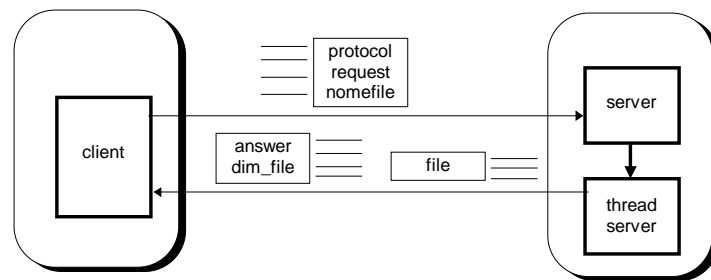 protocol
request
nomefile
server
client
answer
dim_file
file
thread
server